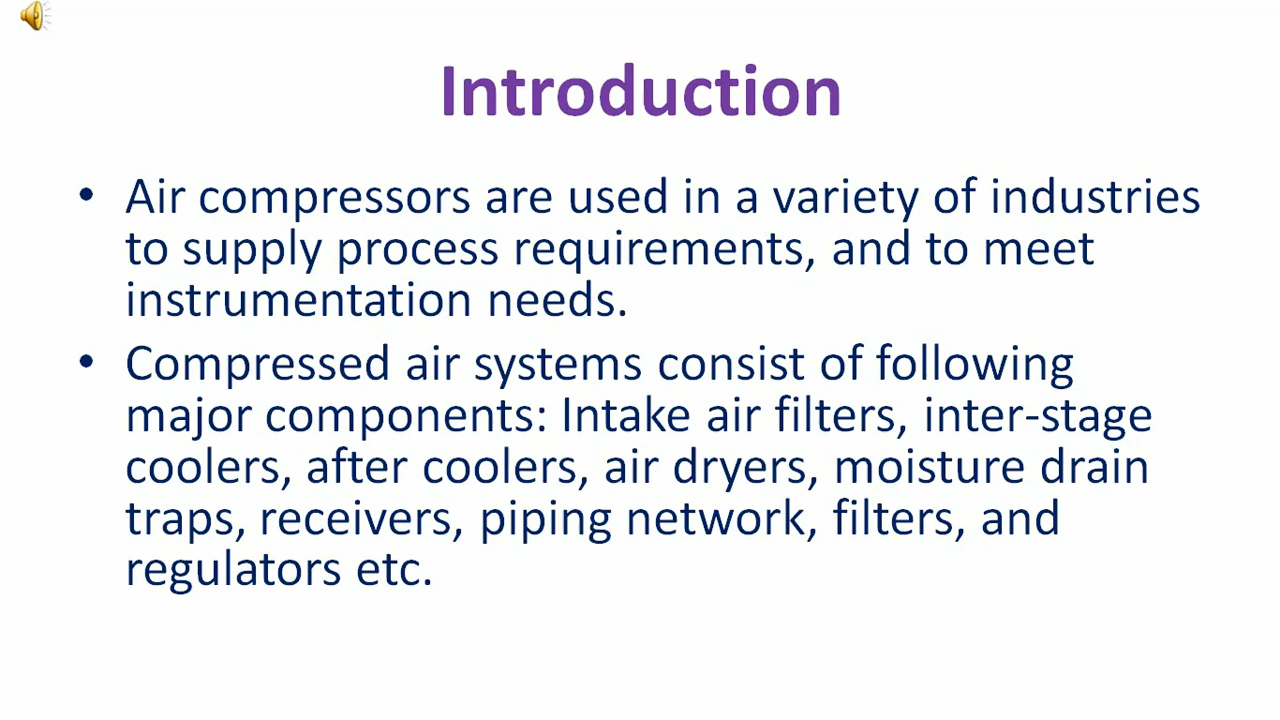 Introduction
• Air compressors are used in a variety of industries
to supply process requirements, and to meet
instrumentation needs.
• Compressed air systems consist of following
major components: Intake air filters, inter-stage
coolers, after coolers, air dryers, moisture drain
traps, receivers, piping network, filters, and
regulators etc.